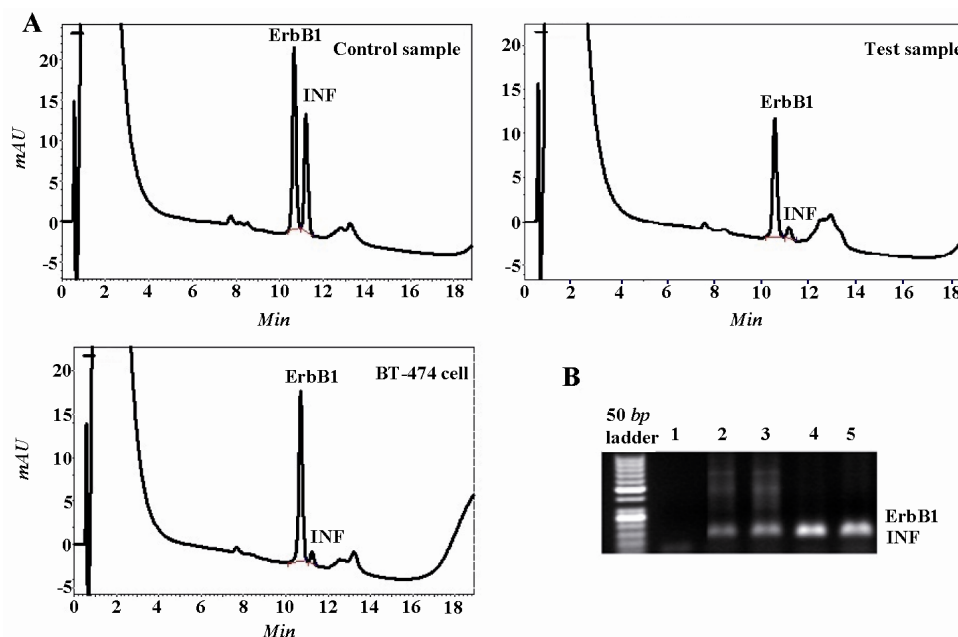 A
Control sample
ErbB1
INF
mAU
20
15
10
5
0
-5
0 2 4 6 8 10 12 14 16 18
Min
Test sample
ErbB1
INF
mAU
20
15
10
5
0
-5
0 2 4 6 8 10 12 14 16 18
Min
BT-474 cell
ErbB1
INF
mAU
20
15
10
5
0
-5
0 2 4 6 8 10 12 14 16 18
Min
B
50 bp
ladder 1 2 3 4 5
ErbB1
INF